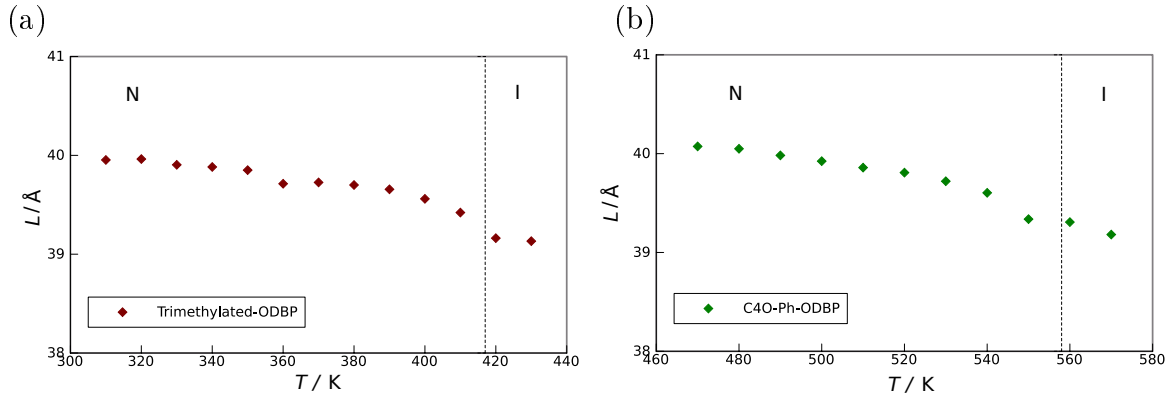 (a)
41
40
39
38
L / Å
N
I
Trimethylated-ODBP
300 320 340 360 380 400 420 440
T / K
(b)
41
40
39
38
L / Å
N
I
C4O-Ph-ODBP
460 480 500 520 540 560 580
T / K